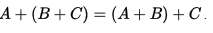 A + (B + C) = (A + B) + C.